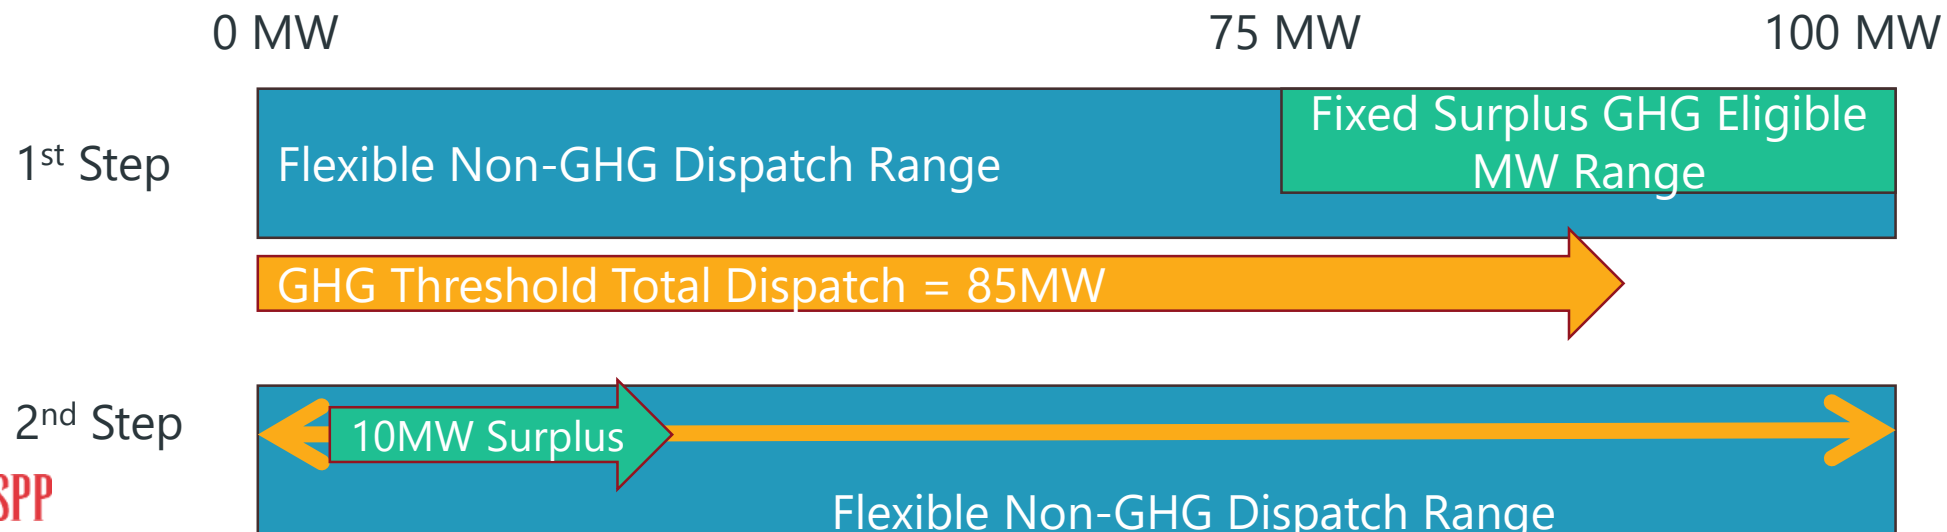 0 MW
75 MW
100 MW
1st Step
Flexible Non-GHG Dispatch Range
Fixed Surplus GHG Eligible
MW Range
GHG Threshold Total Dispatch = 85MW
2nd Step
10MW Surplus
SPP
Flexible Non-GHG Dispatch Range